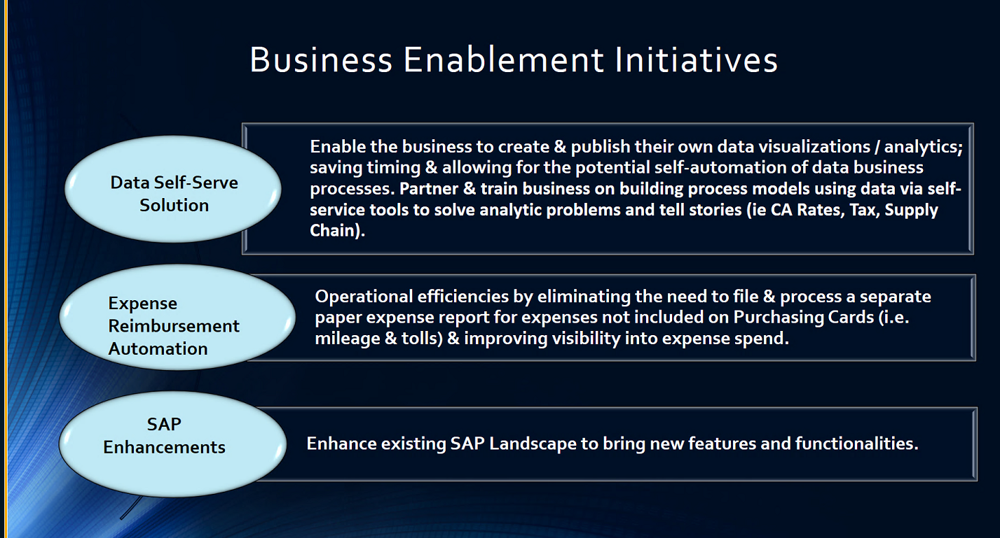 Business Enablement Initiatives
Data Self-Serve
Solution
Enable the business to create & publish their own data visualizations / analytics;
saving timing & allowing for the potential self-automation of data business
processes. Partner & train business on building process models using data via self-
service tools to solve analytic problems and tell stories (ie CA Rates, Tax, Supply
Chain).
Expense
Reimbursement
Automation
Operational efficiencies by eliminating the need to file & process a separate
paper expense report for expenses not included on Purchasing Cards (i.e.
mileage & tolls) & improving visibility into expense spend.
SAP
Enhancements
Enhance existing SAP Landscape to bring new features and functionalities.